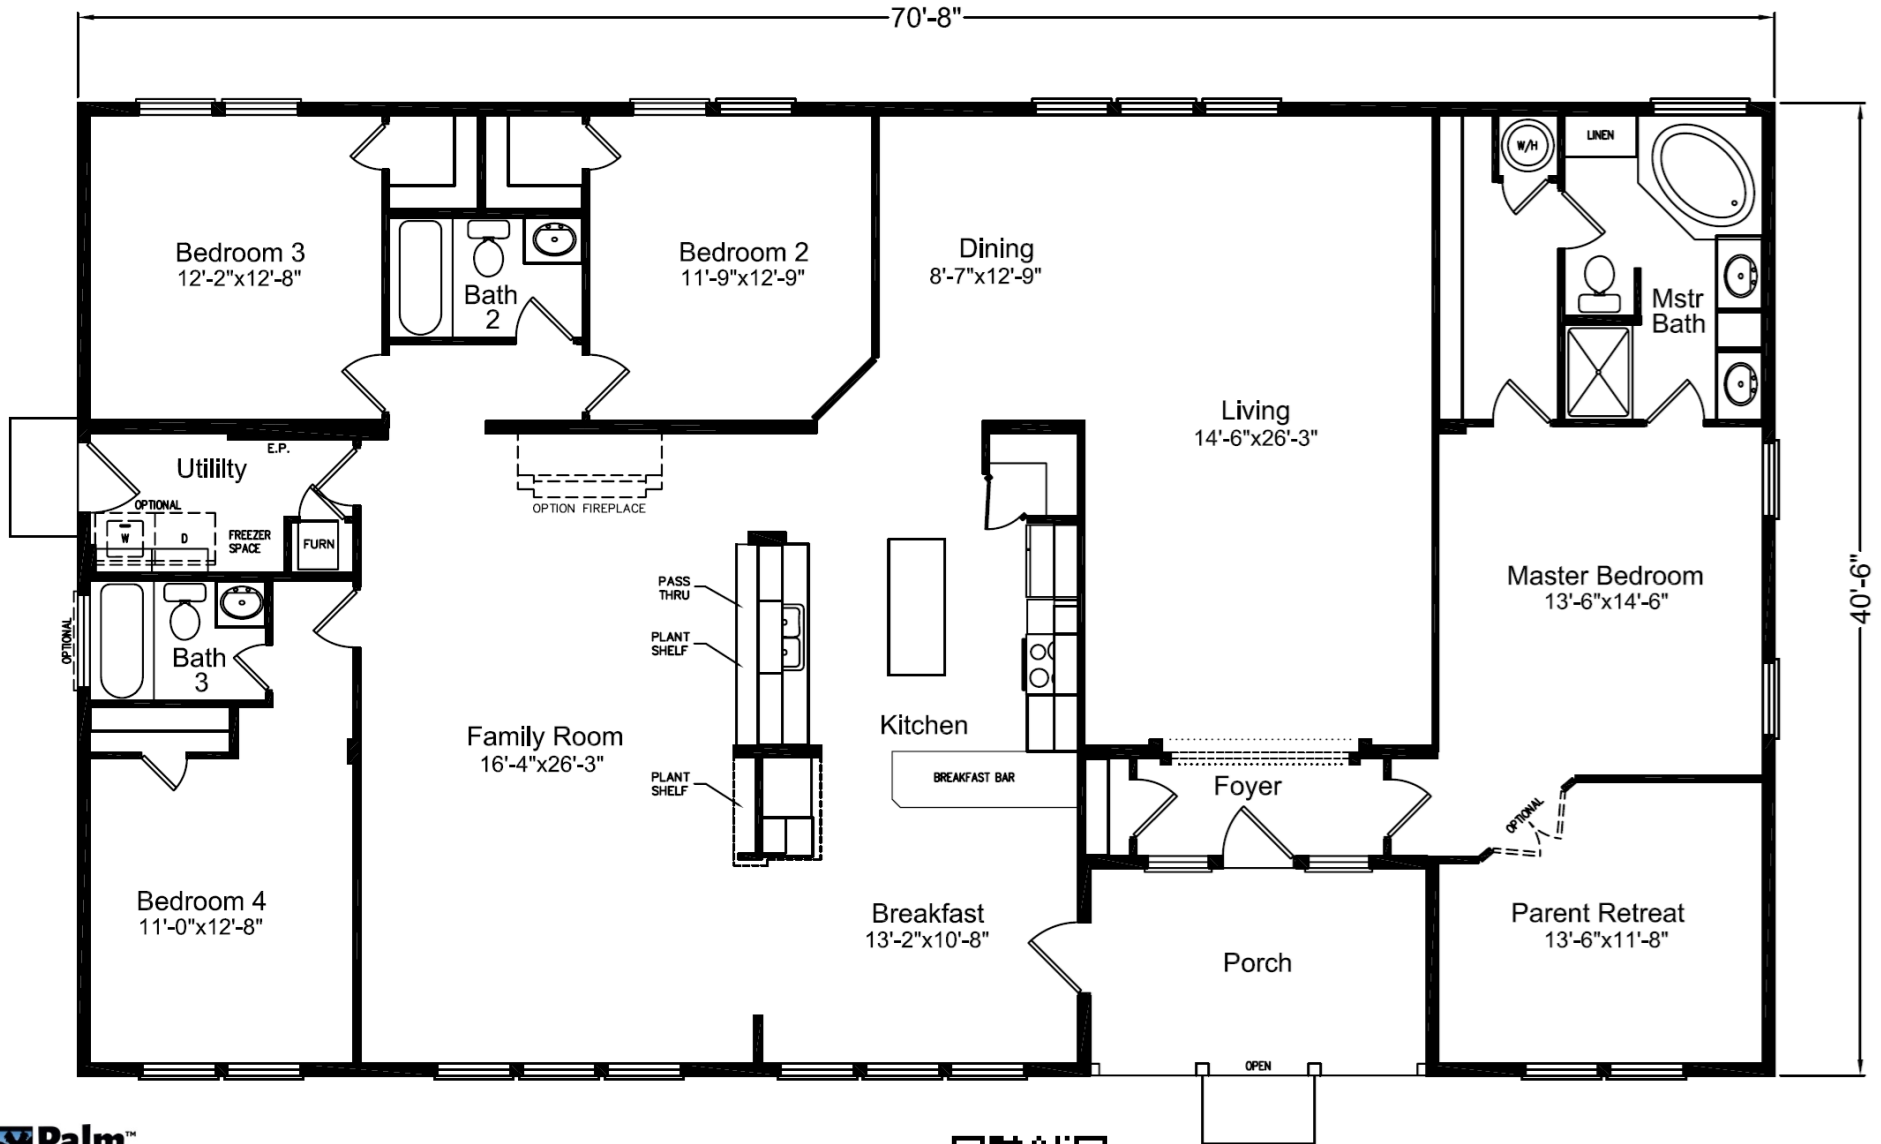 70'-8"
W/H
LINEN
Bedroom 3
12'-2"x12'-8"
Bedroom 2
11'-9"x12'-9"
Dining
8'-7"x12'-9"
Bath
2
Mstr
Bath
Living
14'-6"x26'-3"
E.P.
Utililty
OPTIONAL
W
D
FREEZER
SPACE
FURN
OPTION FIREPLACE
PASS
THRU
PLANT
SHELF
Master Bedroom
13'-6"x14'-6"
40'-6"
OPTIONAL
Bath
3
Family Room
16'-4"x26'-3"
Kitchen
PLANT
SHELF
BREAKFAST BAR
Foyer
OPTIONAL
Bedroom 4
11'-0"x12'-8"
Breakfast
13'-2"x10'-8"
Porch
Parent Retreat
13'-6"x11'-8"
OPEN
Palm™